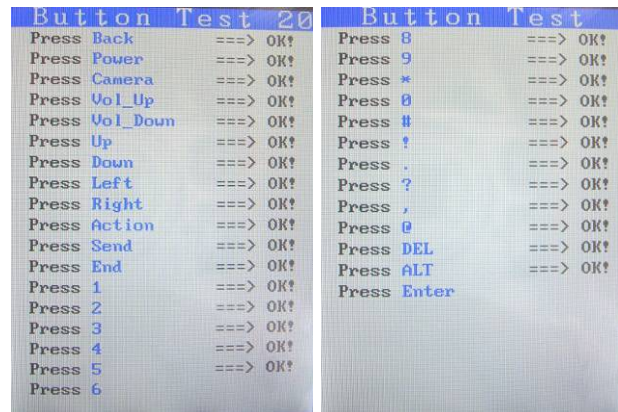 Button Test 20
Press Back ===> OK!
Press Power ===> OK!
Press Camera ===> OK!
Press Vol_Up ===> OK!
Press Vol_Down ===> OK!
Press Up ===> OK!
Press Down ===> OK!
Press Left ===> OK!
Press Right ===> OK!
Press Action ===> OK!
Press Send ===> OK!
Press End ===> OK!
Press 1 ===> OK!
Press 2 ===> OK!
Press 3 ===> OK!
Press 4 ===> OK!
Press 5 ===> OK!
Press 6
Button Test
Press 8 ===> OK!
Press 9 ===> OK!
Press * ===> OK!
Press 0 ===> OK!
Press # ===> OK!
Press ! ===> OK!
Press . ===> OK!
Press ? ===> OK!
Press , ===> OK!
Press @ ===> OK!
Press DEL ===> OK!
Press ALT ===> OK!
Press Enter